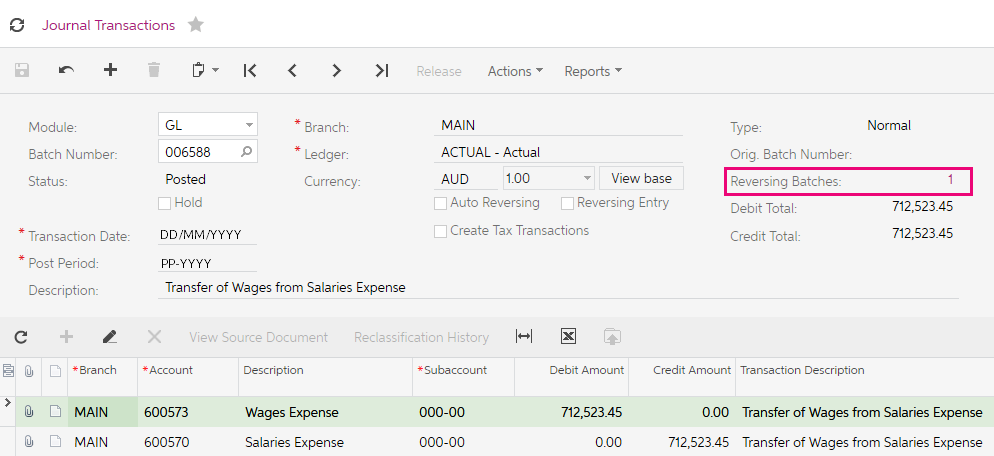 Journal Transactions
Release Actions Reports
Module: GL * Branch: MAIN Type: Normal
Batch Number: 006588 * Ledger: ACTUAL - Actual Orig. Batch Number:
Status: Posted Currency: AUD 1.00 View base Reversing Batches: 1
Hold Auto Reversing Reversing Entry Debit Total: 712,523.45
* Transaction Date: DD/MM/YYYY Create Tax Transactions Credit Total: 712,523.45
* Post Period: PP-YYYY
Description: Transfer of Wages from Salaries Expense
View Source Document Reclassification History
*Branch *Account Description *Subaccount Debit Amount Credit Amount Transaction Description
MAIN 600573 Wages Expense 000-00 712,523.45 0.00 Transfer of Wages from Salaries Expense
MAIN 600570 Salaries Expense 000-00 0.00 712,523.45 Transfer of Wages from Salaries Expense